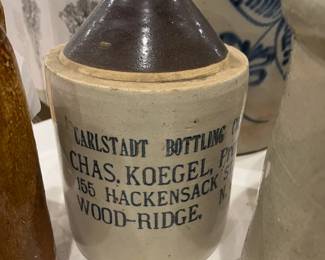 CARLSTADT BOTTLING
CHAS. KOEGEL,
155 HACKENSACK
WOOD-RIDGE, N